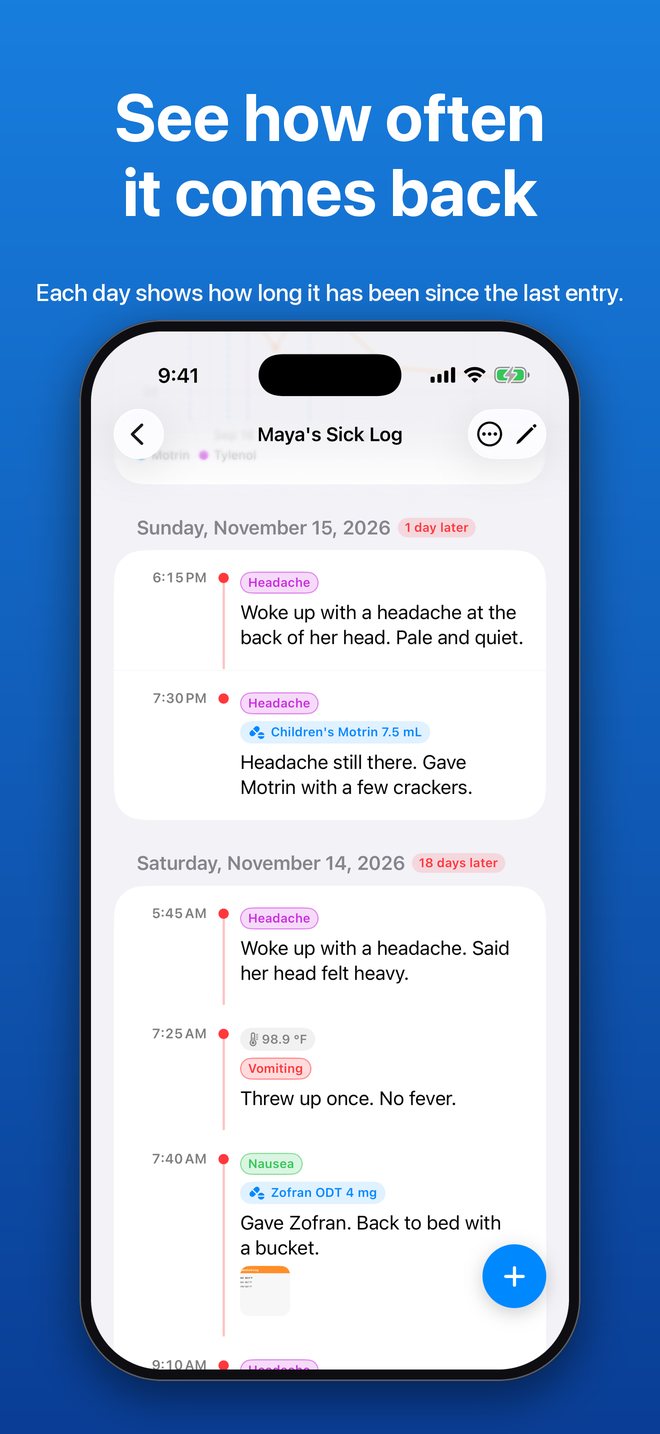 See how often
it comes back
Each day shows how long it has been since the last entry.
9:41
Maya's Sick Log
Motrin Tylenol
Sunday, November 15, 2026 1 day later
6:15 PM Headache
Woke up with a headache at the
back of her head. Pale and quiet.
7:30 PM Headache
Children's Motrin 7.5 mL
Headache still there. Gave
Motrin with a few crackers.
Saturday, November 14, 2026 18 days later
5:45 AM Headache
Woke up with a headache. Said
her head felt heavy.
7:25 AM 98.9 °F
Vomiting
Threw up once. No fever.
7:40 AM Nausea
Zofran ODT 4 mg
Gave Zofran. Back to bed with
a bucket.
9:10 AM Headache